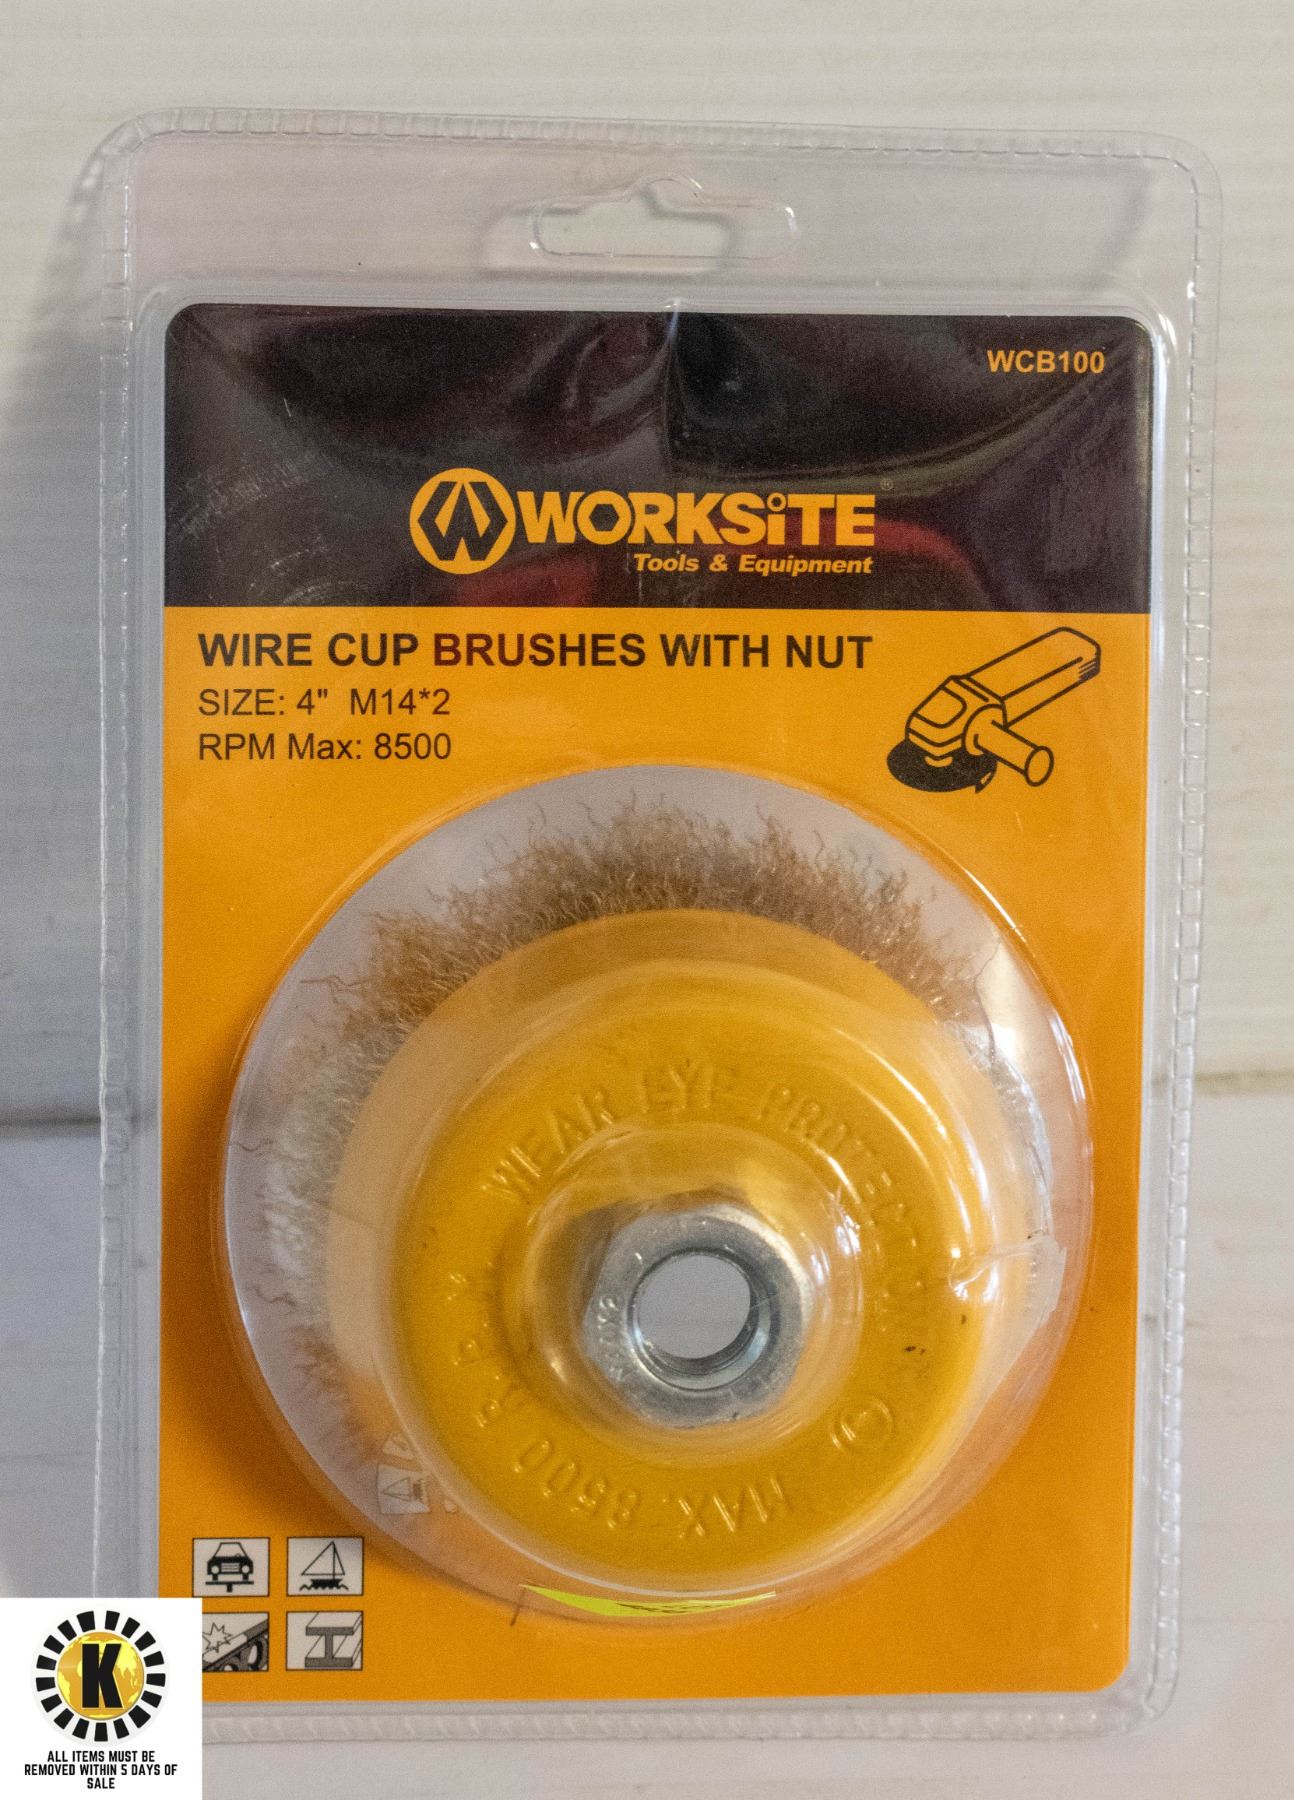 WCB100
WORKSiTE®
Tools & Equipment
WIRE CUP BRUSHES WITH NUT
SIZE: 4" M14*2
RPM Max: 8500
WEAR EYE PROTECTION
MAX. 8500 R.P.M
K
ALL ITEMS MUST BE
REMOVED WITHIN 5 DAYS OF
SALE